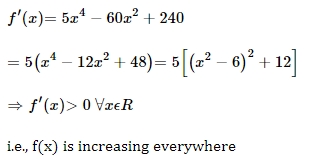 f'(x)= 5x⁴ – 60x² + 240
= 5(x⁴ – 12x² + 48)= 5[(x² – 6)² + 12]
⇒ f'(x)> 0 ∀xϵR
i.e., f(x) is increasing everywhere